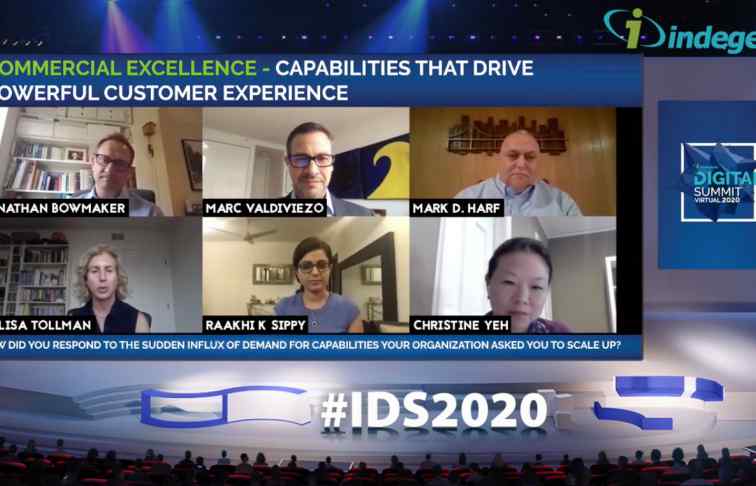 indege
OMMERCIAL EXCELLENCE - CAPABILITIES THAT DRIVE
OWERFUL CUSTOMER EXPERIENCE
DIGITAL
SUMMIT
VIRTUAL 2020
NATHAN BOWMAKER
MARC VALDIVIEZO
MARK D. HARF
LISA TOLLMAN
RAAKHI K SIPPY
CHRISTINE YEH
W DID YOU RESPOND TO THE SUDDEN INFLUX OF DEMAND FOR CAPABILITIES YOUR ORGANIZATION ASKED YOU TO SCALE UP?
#IDS2020